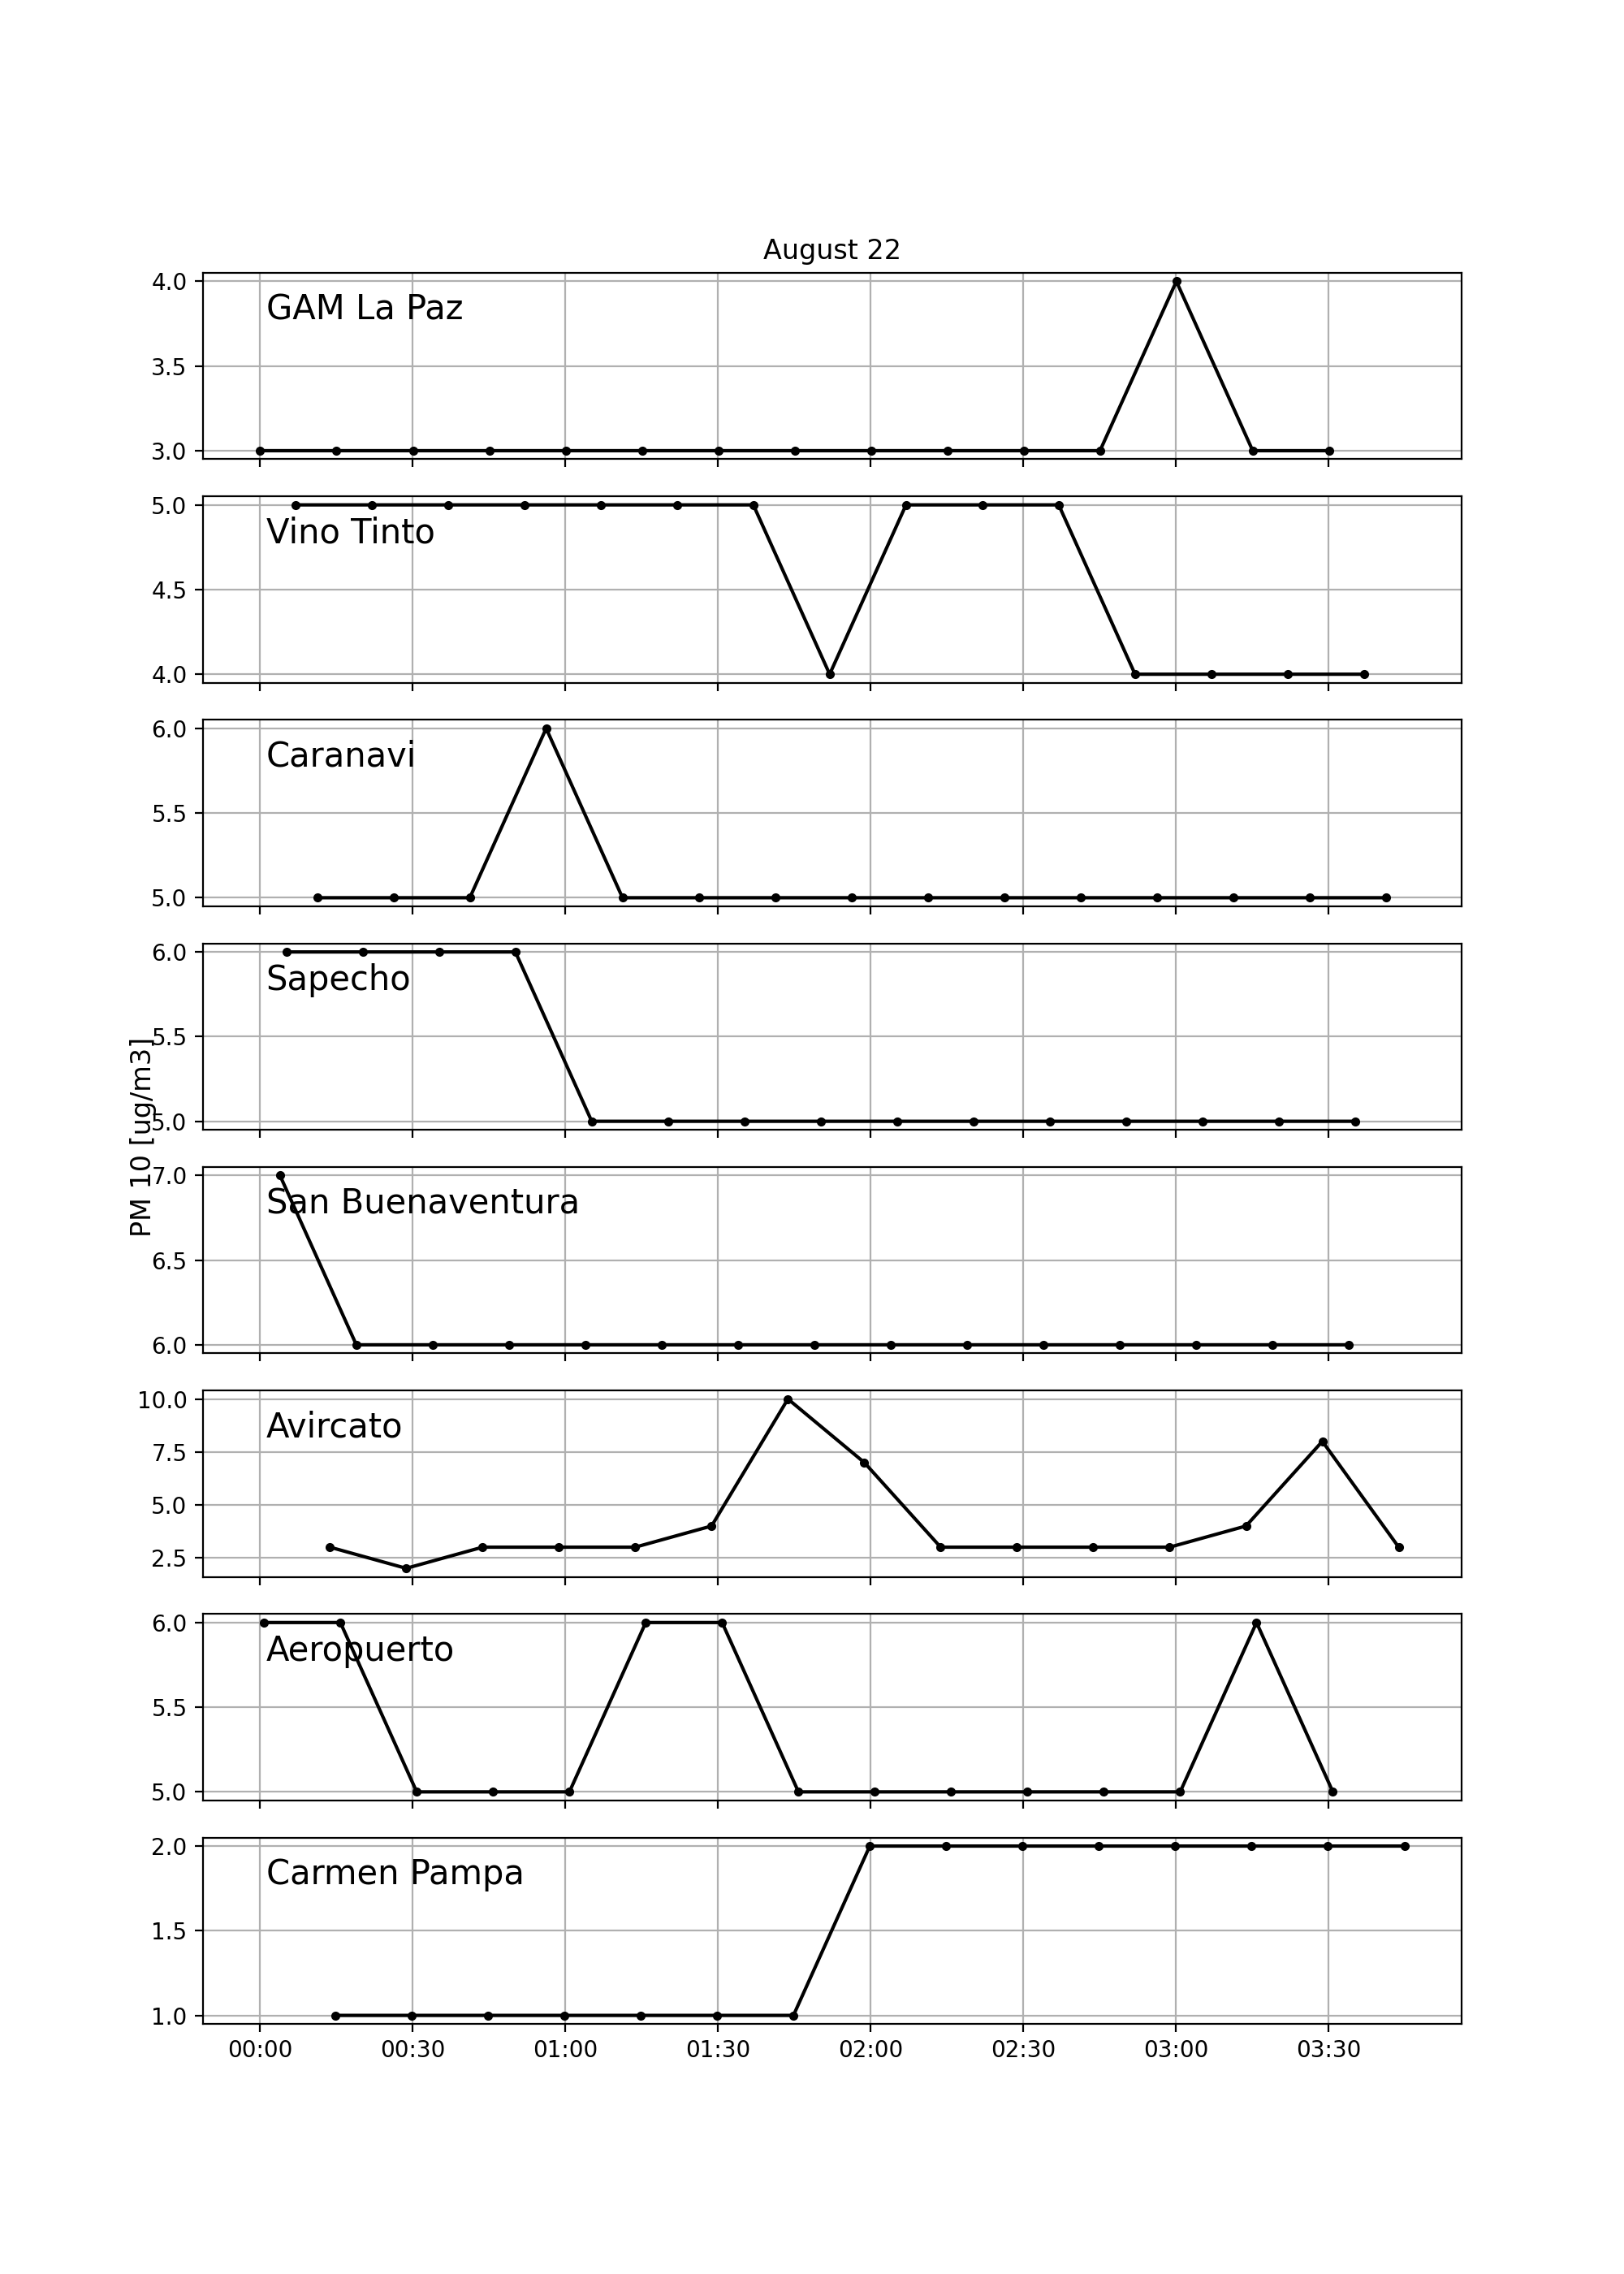 August 22
4.0
GAM La Paz
3.5
3.0
5.0
Vino Tinto
4.5
4.0
6.0
Caranavi
5.5
5.0
6.0
Sapecho
5.5
5.0
PM 10 [ug/m3]
7.0
San Buenaventura
6.5
6.0
10.0
Avircato
7.5
5.0
2.5
6.0
Aeropuerto
5.5
5.0
2.0
Carmen Pampa
1.5
1.0
00:00 00:30 01:00 01:30 02:00 02:30 03:00 03:30